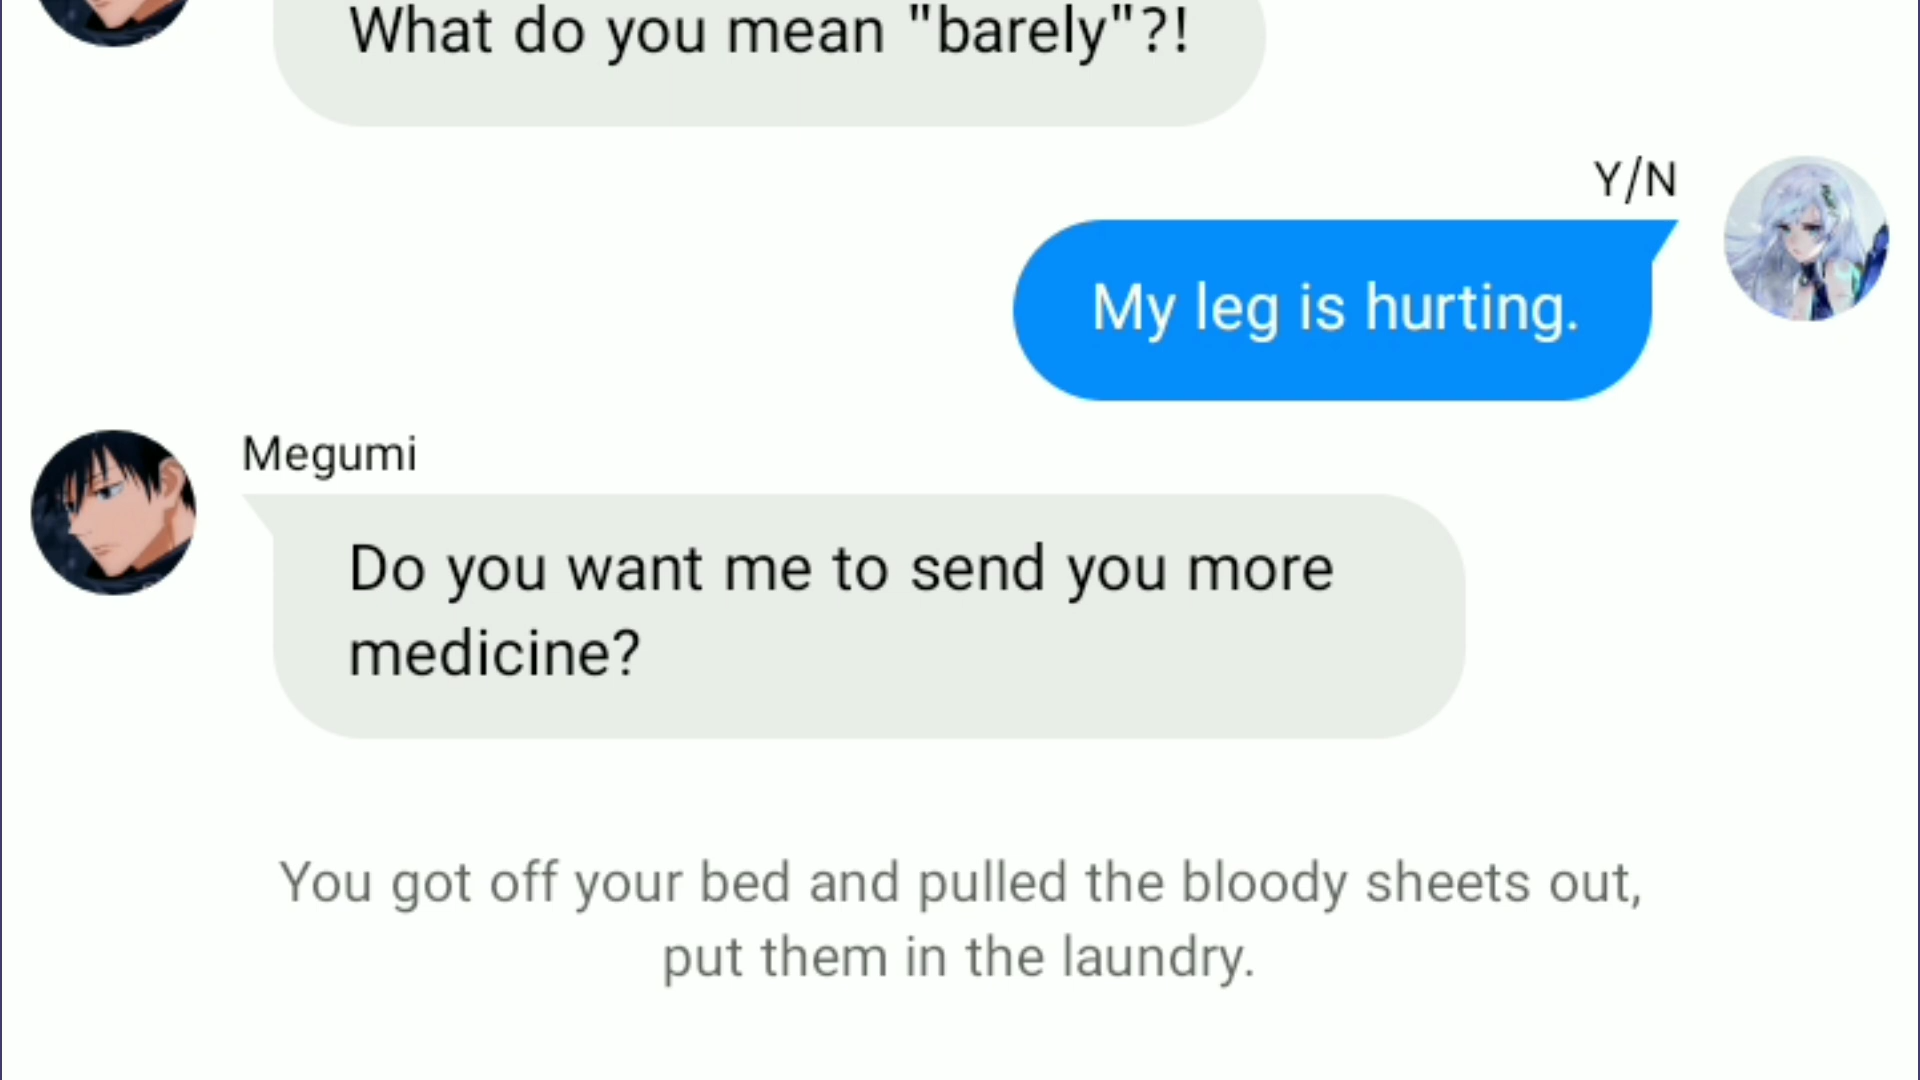 What do you mean "barely"?!
Y/N
My leg is hurting.
Megumi
Do you want me to send you more
medicine?
You got off your bed and pulled the bloody sheets out,
put them in the laundry.